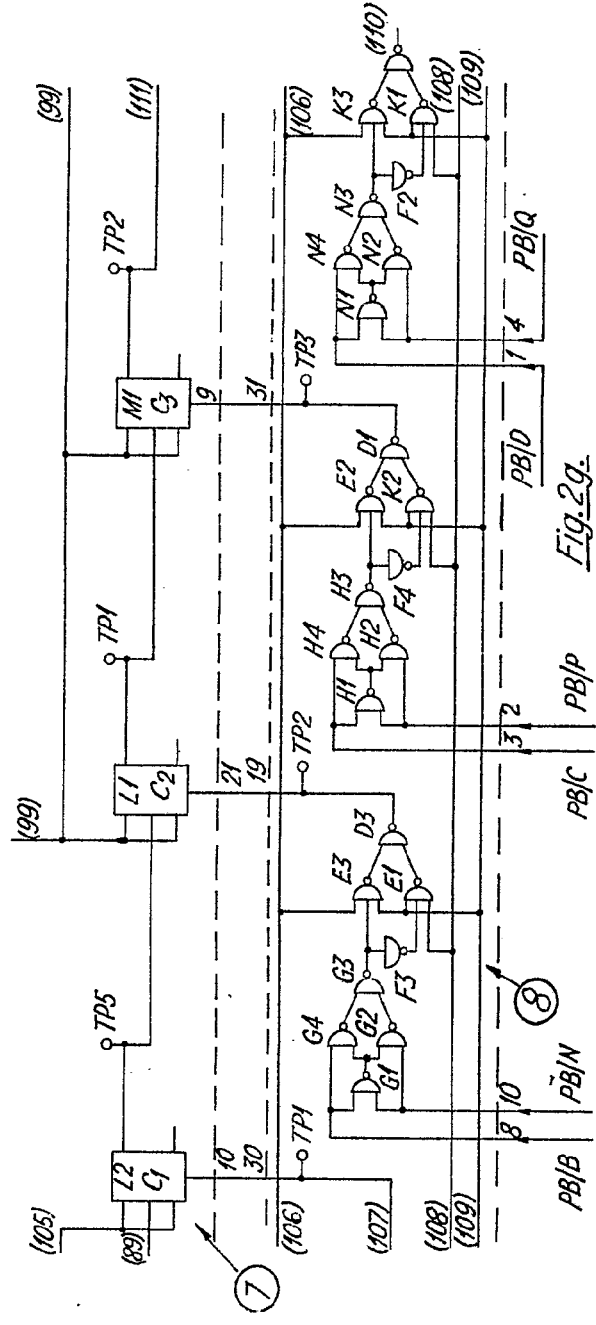 (99)
(99)
(105)
(89)
(111)
TP5
TP1
TP2
L2
C1
L1
C2
M1
C3
7
10
30
21
19
9
31
(106)
(106)
TP1
TP2
TP3
(107)
(108)
(109)
G4
G3
G2
G1
F3
E3
E1
D3
H4
H3
H2
H1
F4
E2
K2
D1
N4
N3
N2
N1
F2
K3
K1
(110)
(108)
(109)
8
8
10
3
2
1
4
PB/B
PB/N
PB/C
PB/P
PB/D
PB/Q
Fig.2g.